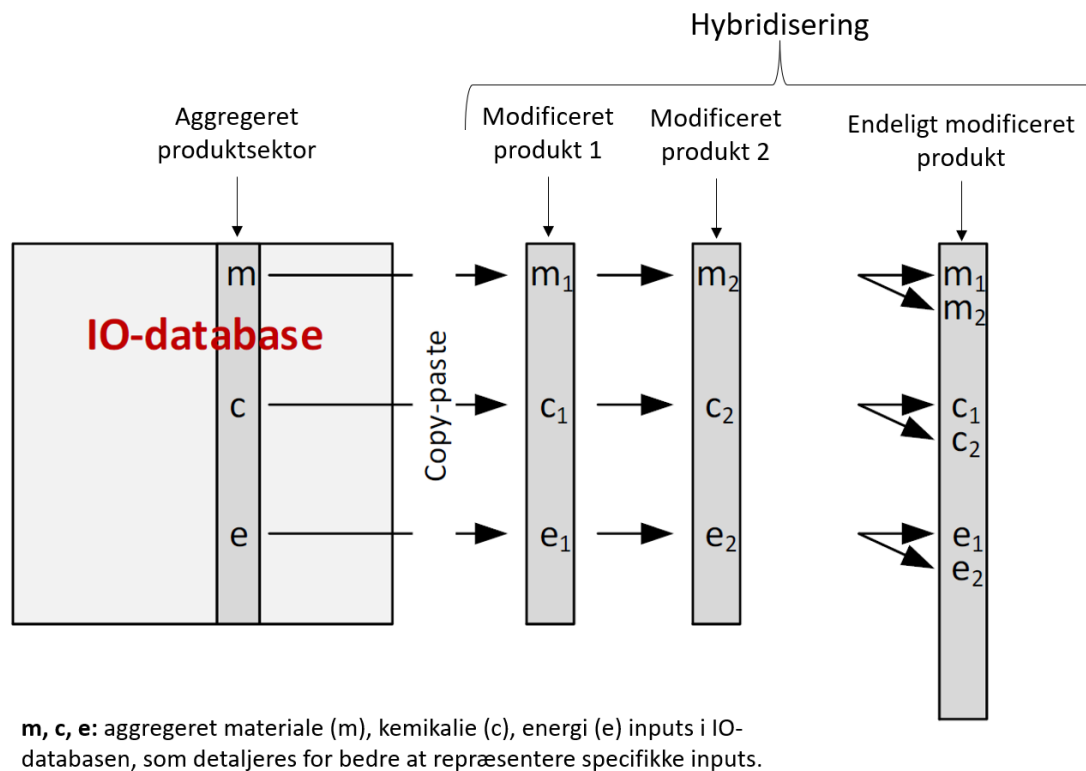 Hybridisering
Aggregeret
produktsektor
Modificeret
produkt 1
Modificeret
produkt 2
Endeligt modificeret
produkt
m
m₁
m₂
m₁
m₂
IO-database
Copy-paste
c
c₁
c₂
c₁
c₂
e
e₁
e₂
e₁
e₂
m, c, e: aggregeret materiale (m), kemikalie (c), energi (e) inputs i IO-
databasen, som detaljeres for bedre at repræsentere specifikke inputs.